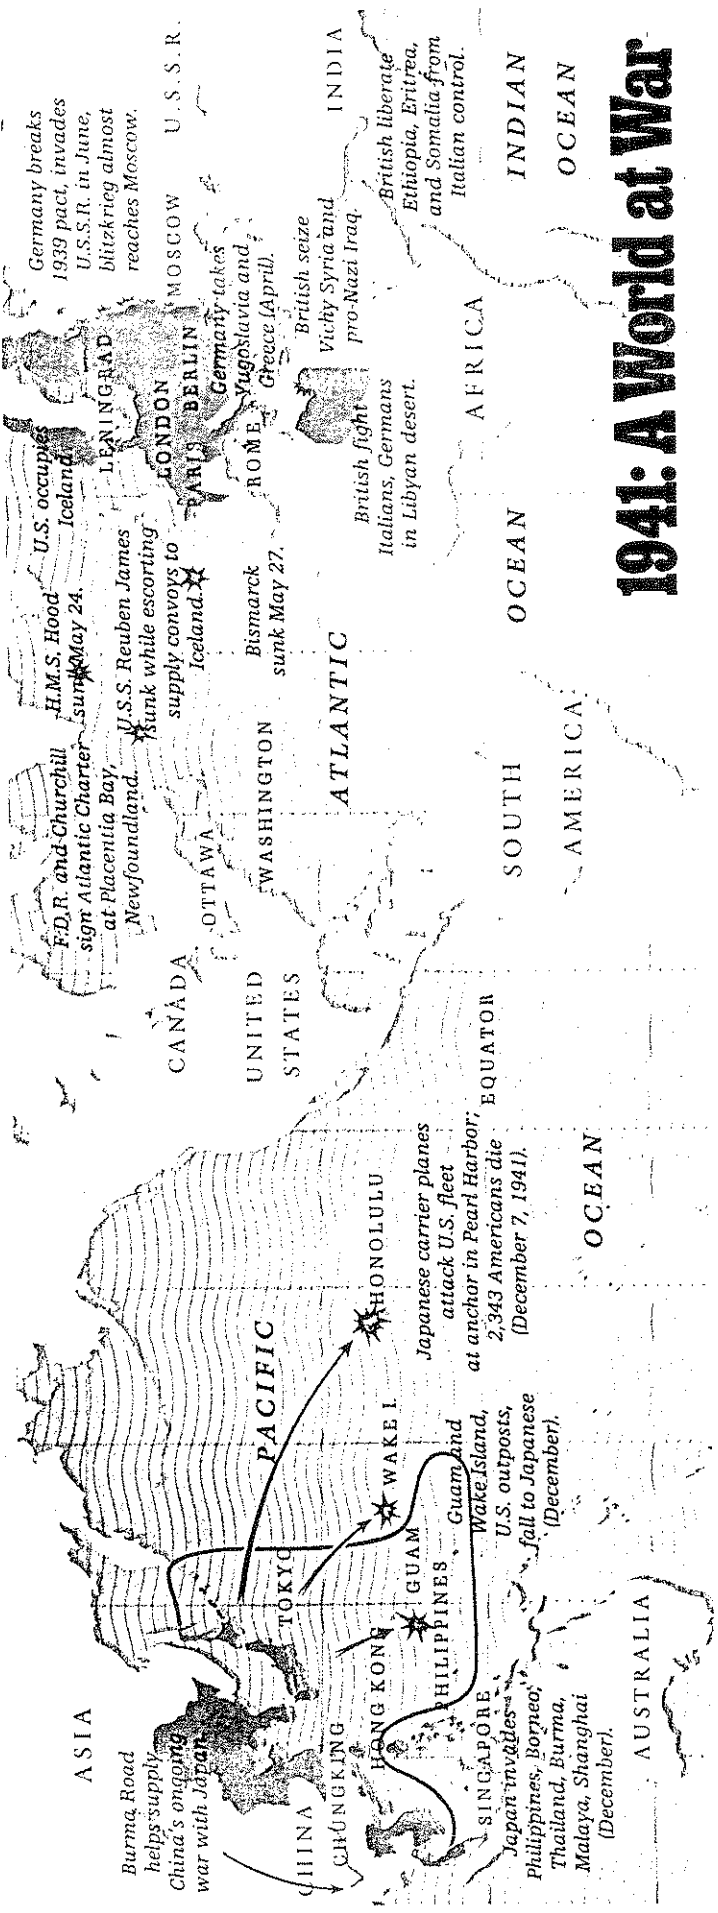 ASIA
Burma Road
helps supply
China's ongoing
war with Japan.
CHINA
CHUNGKING
HONG KONG
TOKYO
PACIFIC
WAKE I.
GUAM
PHILIPPINES
SINGAPORE
Japan invades
Philippines, Borneo,
Thailand, Burma,
Malaya, Shanghai
(December).
AUSTRALIA
Guam and
Wake Island,
U.S. outposts,
fall to Japanese
(December).
HONOLULU
Japanese carrier planes
attack U.S. fleet
at anchor in Pearl Harbor;
2,343 Americans die
(December 7, 1941).
OCEAN
EQUATOR
CANADA
UNITED
STATES
OTTAWA
WASHINGTON
F.D.R. and Churchill
sign Atlantic Charter
at Placentia Bay,
Newfoundland.
H.M.S. Hood
sunk May 24.
U.S.S. Reuben James
sunk while escorting
supply convoys to
Iceland.
U.S. occupies
Iceland.
Bismarck
sunk May 27.
ATLANTIC
OCEAN
SOUTH
AMERICA
LENINGRAD
LONDON
PARIS
BERLIN
ROME
MOSCOW
U.S.S.R.
Germany breaks
1939 pact, invades
U.S.S.R. in June,
blitzkrieg almost
reaches Moscow.
Germany takes
Yugoslavia and
Greece (April).
British seize
Vichy Syria and
pro-Nazi Iraq.
British fight
Italians, Germans
in Libyan desert.
AFRICA
INDIA
British liberate
Ethiopia, Eritrea,
and Somalia from
Italian control.
INDIAN
OCEAN
1941: A World at War